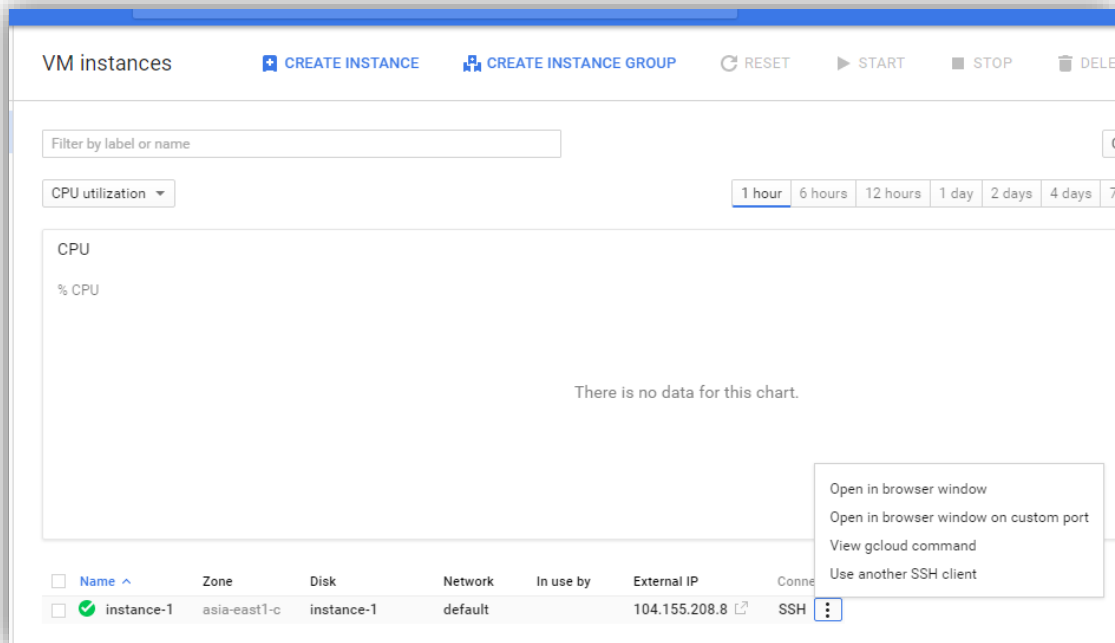 VM instances CREATE INSTANCE CREATE INSTANCE GROUP RESET START STOP DELE
Filter by label or name
CPU utilization 1 hour 6 hours 12 hours 1 day 2 days 4 days 7
CPU
% CPU
There is no data for this chart.
Open in browser window
Open in browser window on custom port
View gcloud command
Use another SSH client
Name Zone Disk Network In use by External IP Conne
instance-1 asia-east1-c instance-1 default 104.155.208.8 SSH